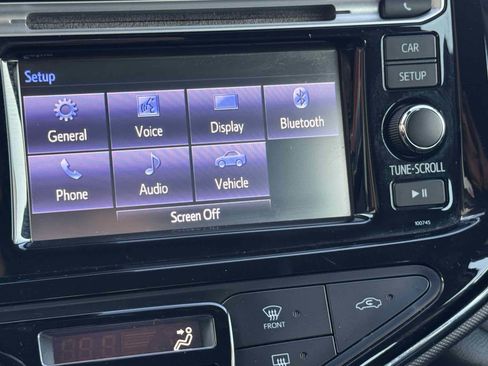 Setup
General
Voice
Display
Bluetooth
Phone
Audio
Vehicle
Screen Off
CAR
SETUP
TUNE•SCROLL
100745
FRONT